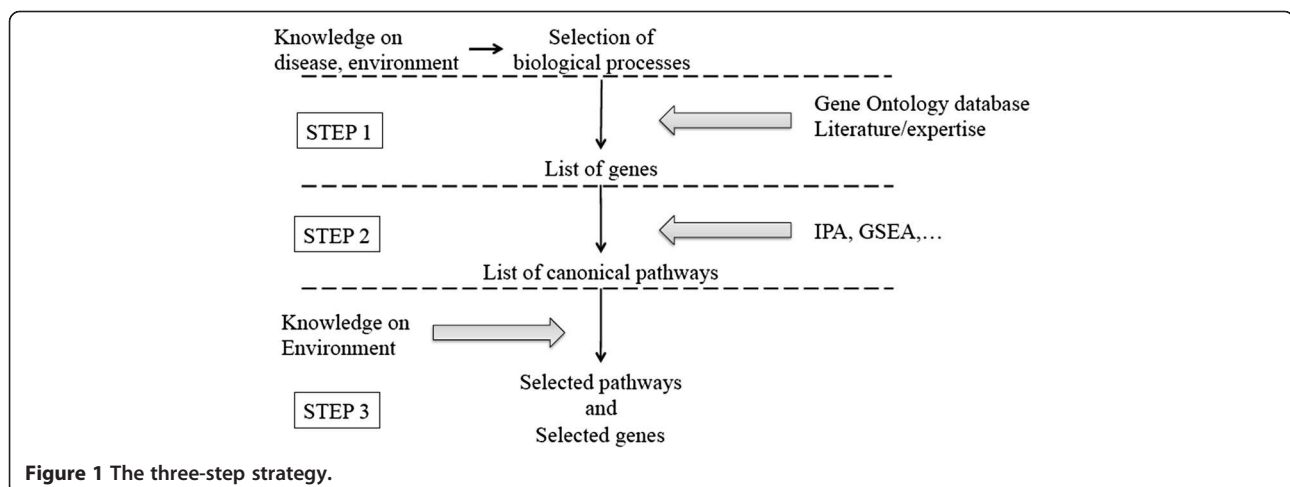 Knowledge on
disease, environment
Selection of
biological processes
STEP 1
Gene Ontology database
Literature/expertise
List of genes
STEP 2
IPA, GSEA,...
List of canonical pathways
Knowledge on
Environment
STEP 3
Selected pathways
and
Selected genes
Figure 1 The three-step strategy.